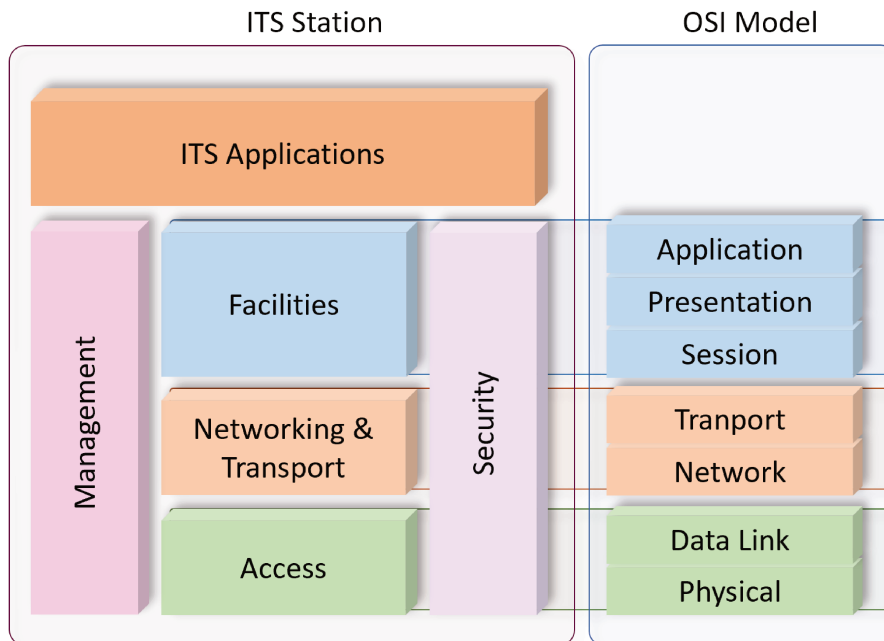 ITS Station
OSI Model
ITS Applications
Management
Facilities
Networking &
Transport
Access
Security
Application
Presentation
Session
Tranport
Network
Data Link
Physical